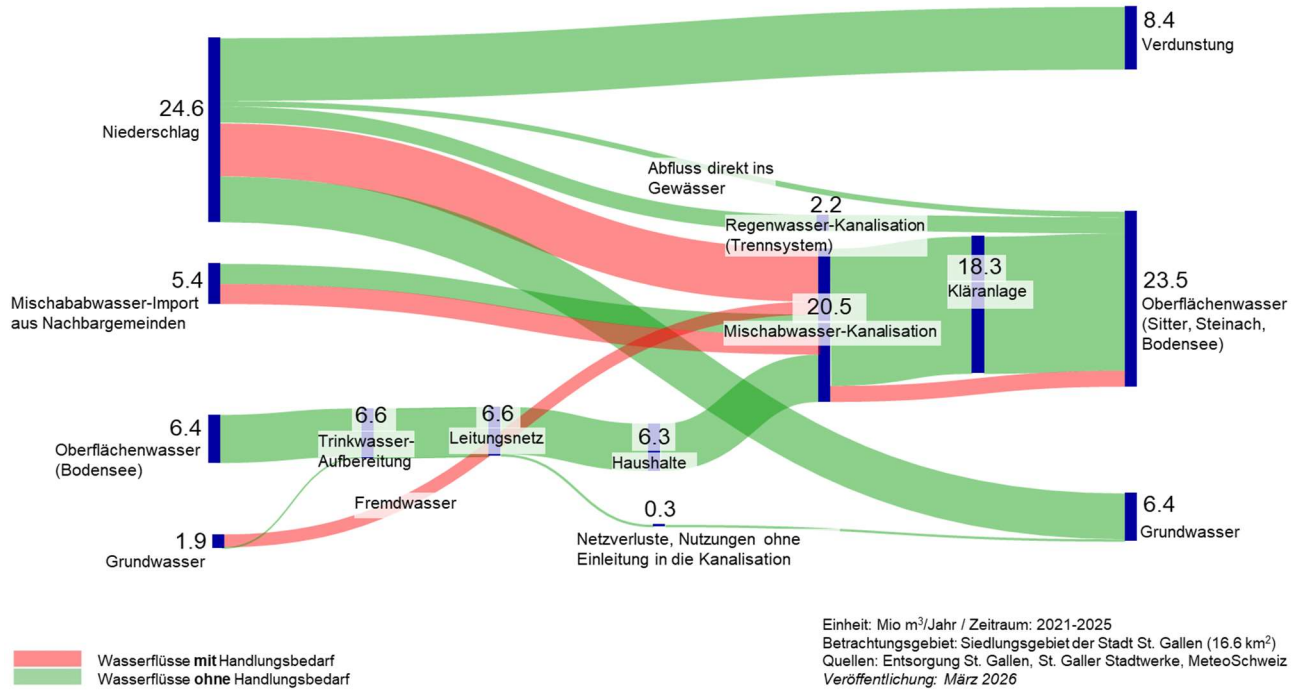 8.4
Verdunstung
24.6
Niederschlag
Abfluss direkt ins
Gewässer
2.2
Regenwasser-Kanalisation
(Trennsystem)
5.4
Mischababwasser-Import
aus Nachbargemeinden
20.5
Mischabwasser-Kanalisation
18.3
Kläranlage
23.5
Oberflächenwasser
(Sitter, Steinach,
Bodensee)
6.4
Oberflächenwasser
(Bodensee)
6.6
Trinkwasser-
Aufbereitung
6.6
Leitungsnetz
6.3
Haushalte
Fremdwasser
1.9
Grundwasser
0.3
Netzverluste, Nutzungen ohne
Einleitung in die Kanalisation
6.4
Grundwasser
Wasserflüsse mit Handlungsbedarf
Wasserflüsse ohne Handlungsbedarf
Einheit: Mio m³/Jahr / Zeitraum: 2021-2025
Betrachtungsgebiet: Siedlungsgebiet der Stadt St. Gallen (16.6 km²)
Quellen: Entsorgung St. Gallen, St. Galler Stadtwerke, MeteoSchweiz
Veröffentlichung: März 2026